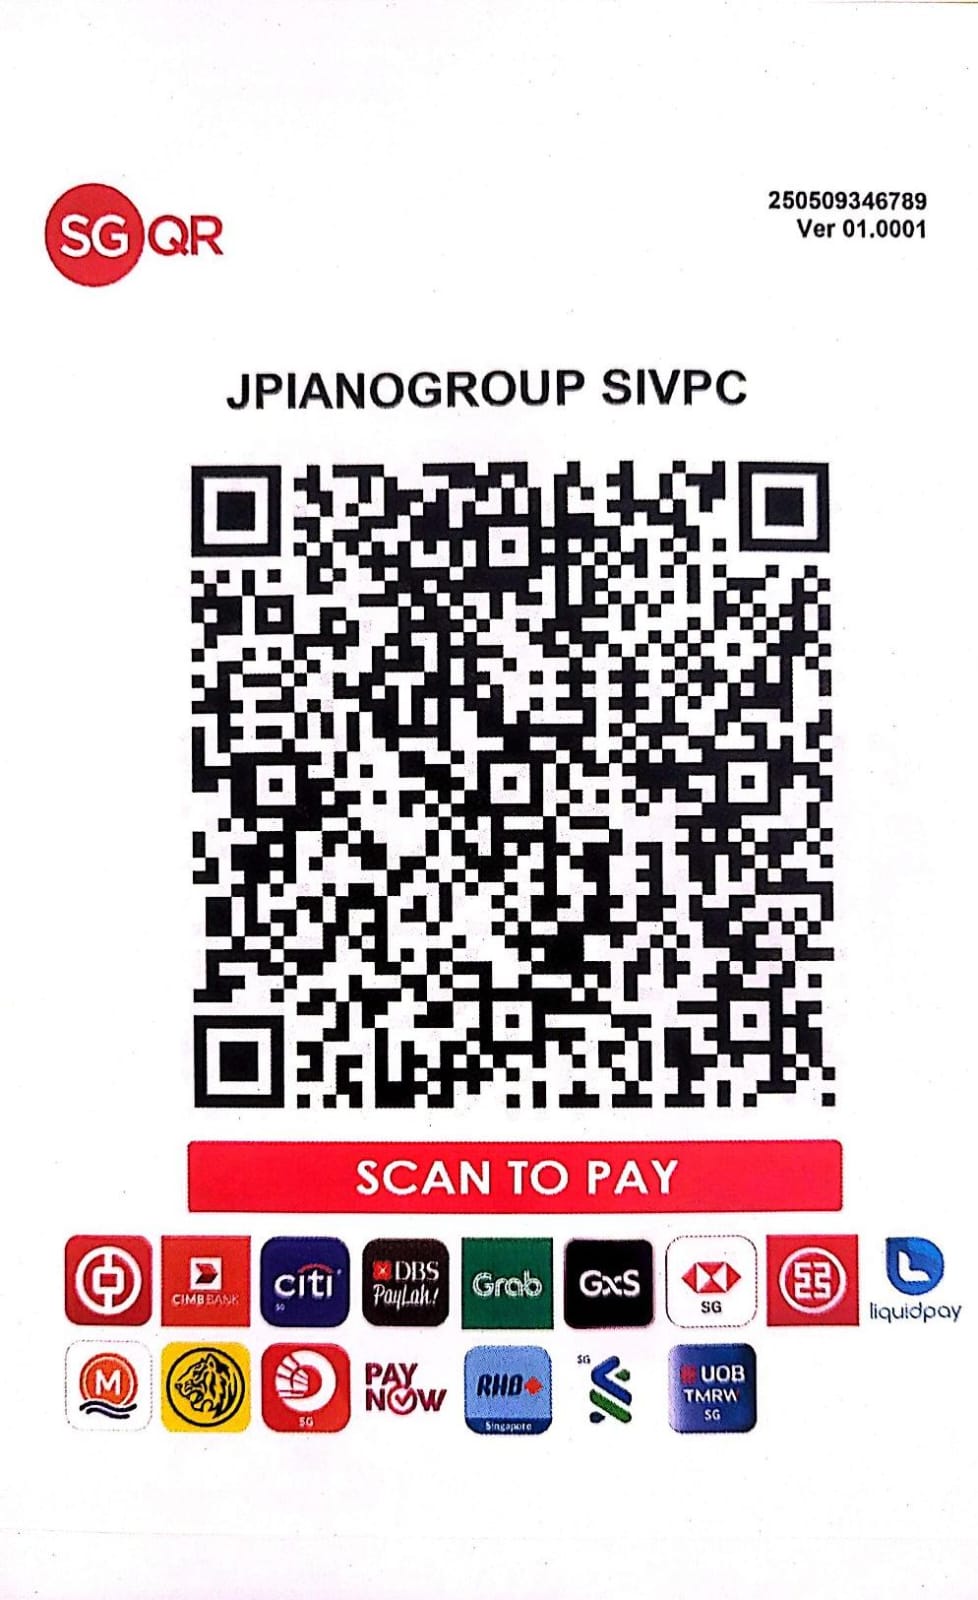 SGQR
250509346789
Ver 01.0001
JPIANOGROUP SIVPC
SCAN TO PAY
CIMB BANK
citi
SG
DBS
PayLah!
Grab
GXS
SG
liquidpay
M
SG
PAY
NOW
RHB
Singapore
SG
UOB
TMRW
SG